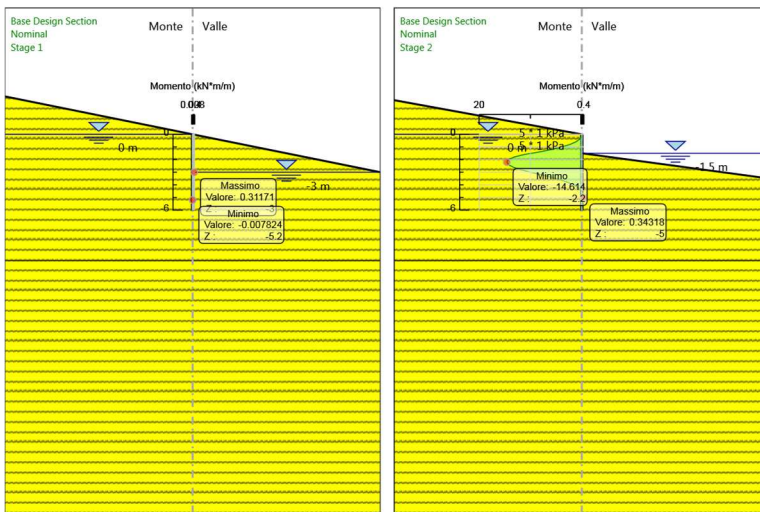 Base Design Section
Nominal
Stage 1
Monte
Valle
Momento (kN*m/m)
0
0 m
-3 m
-6
Massimo
Valore: 0.31171
Z :
Minimo
Valore: -0.007824
Z :
-5.2
Base Design Section
Nominal
Stage 2
Monte
Valle
Momento (kN*m/m)
20
0.4
5 * 1 kPa
5 * 1 kPa
0
0 m
-1.5 m
-6
Minimo
Valore: -14.614
Z :
-2.2
Massimo
Valore: 0.34318
Z :
-5